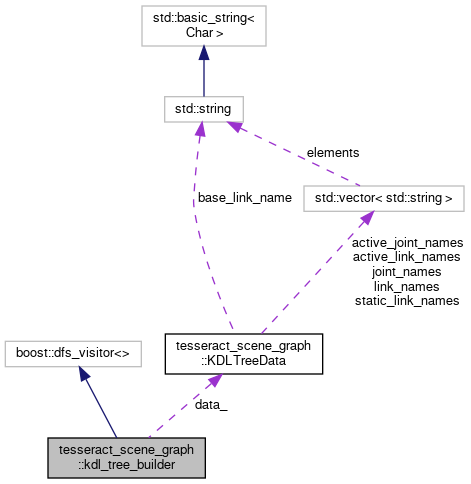 std::basic_string<
Char >
std::string
elements
base_link_name
std::vector< std::string >
active_joint_names
active_link_names
joint_names
link_names
static_link_names
tesseract_scene_graph
::KDLTreeData
boost::dfs_visitor<>
data_
tesseract_scene_graph
::kdl_tree_builder